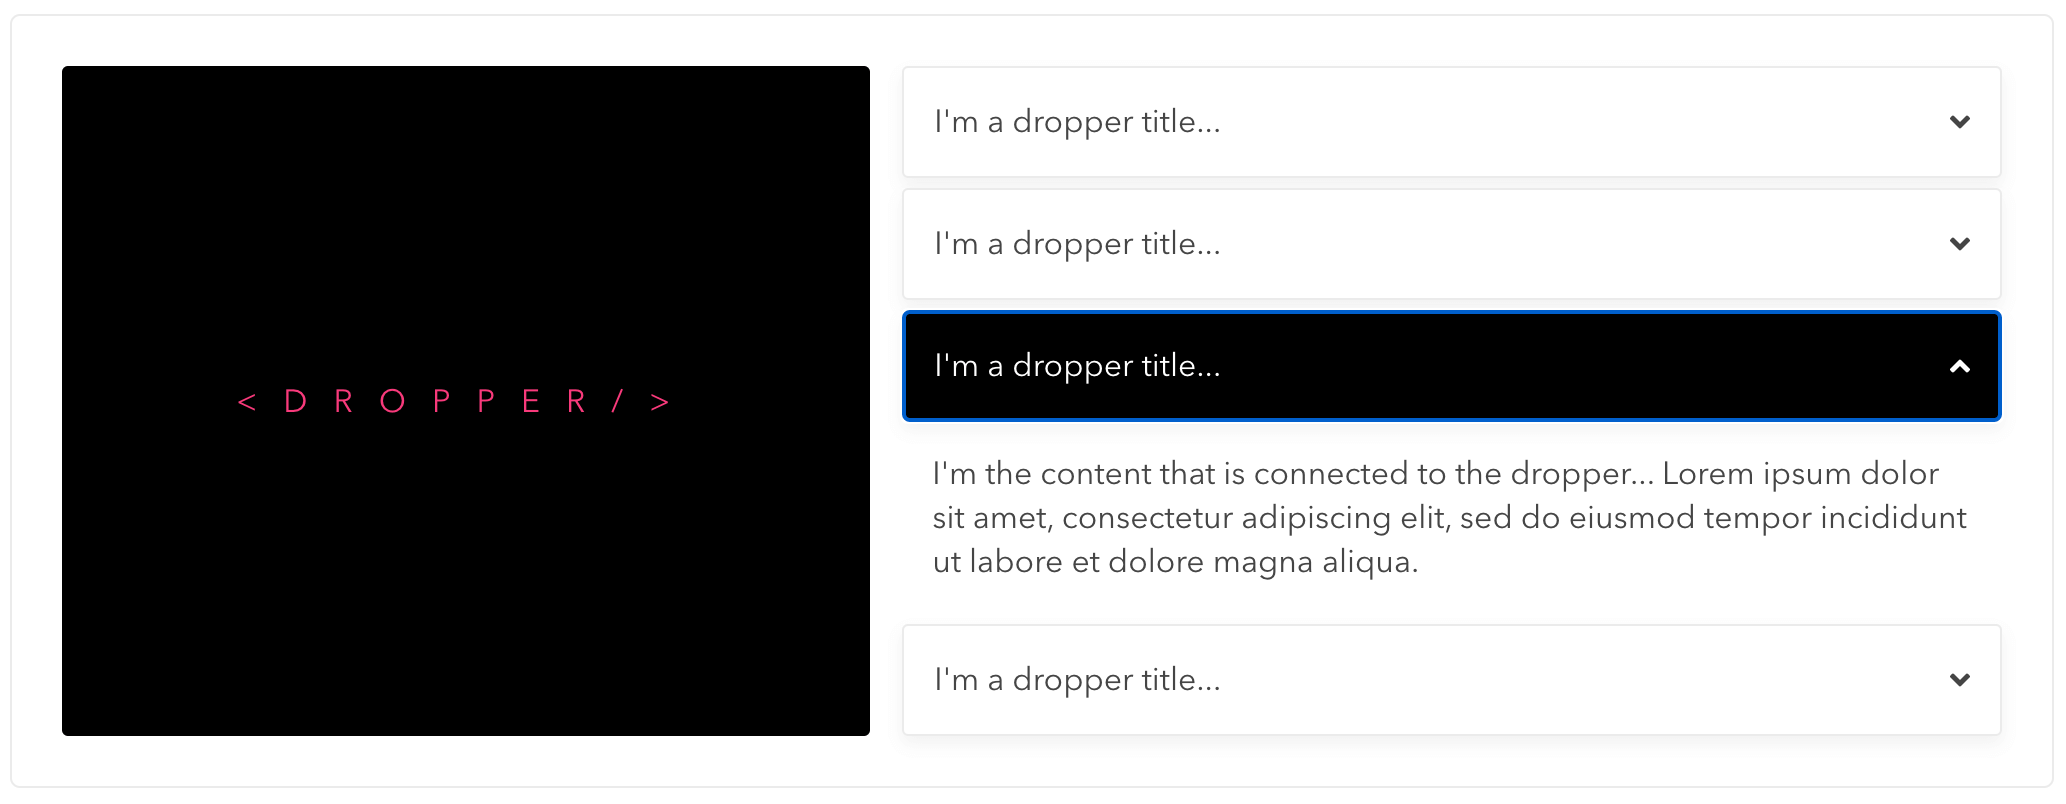 < D R O P P E R / >
I'm a dropper title...
I'm a dropper title...
I'm a dropper title...
I'm the content that is connected to the dropper... Lorem ipsum dolor
sit amet, consectetur adipiscing elit, sed do eiusmod tempor incididunt
ut labore et dolore magna aliqua.
I'm a dropper title...